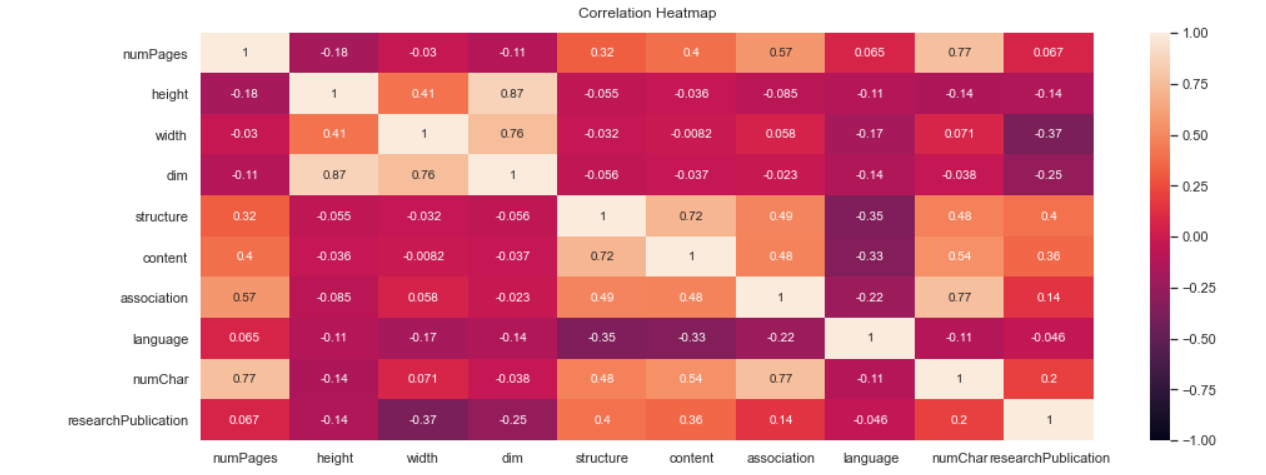 Correlation Heatmap
numPages 1 -0.18 -0.03 -0.11 0.32 0.4 0.57 0.065 0.77 0.067
height -0.18 1 0.41 0.87 -0.055 -0.036 -0.085 -0.11 -0.14 -0.14
width -0.03 0.41 1 0.76 -0.032 -0.0082 0.058 -0.17 0.071 -0.37
dim -0.11 0.87 0.76 1 -0.056 -0.037 -0.023 -0.14 -0.038 -0.25
structure 0.32 -0.055 -0.032 -0.056 1 0.72 0.49 -0.35 0.48 0.4
content 0.4 -0.036 -0.0082 -0.037 0.72 1 0.48 -0.33 0.54 0.36
association 0.57 -0.085 0.058 -0.023 0.49 0.48 1 -0.22 0.77 0.14
language 0.065 -0.11 -0.17 -0.14 -0.35 -0.33 -0.22 1 -0.11 -0.046
numChar 0.77 -0.14 0.071 -0.038 0.48 0.54 0.77 -0.11 1 0.2
researchPublication 0.067 -0.14 -0.37 -0.25 0.4 0.36 0.14 -0.046 0.2 1
numPages height width dim structure content association language numChar researchPublication
1.00
0.75
0.50
0.25
0.00
−0.25
−0.50
−0.75
−1.00